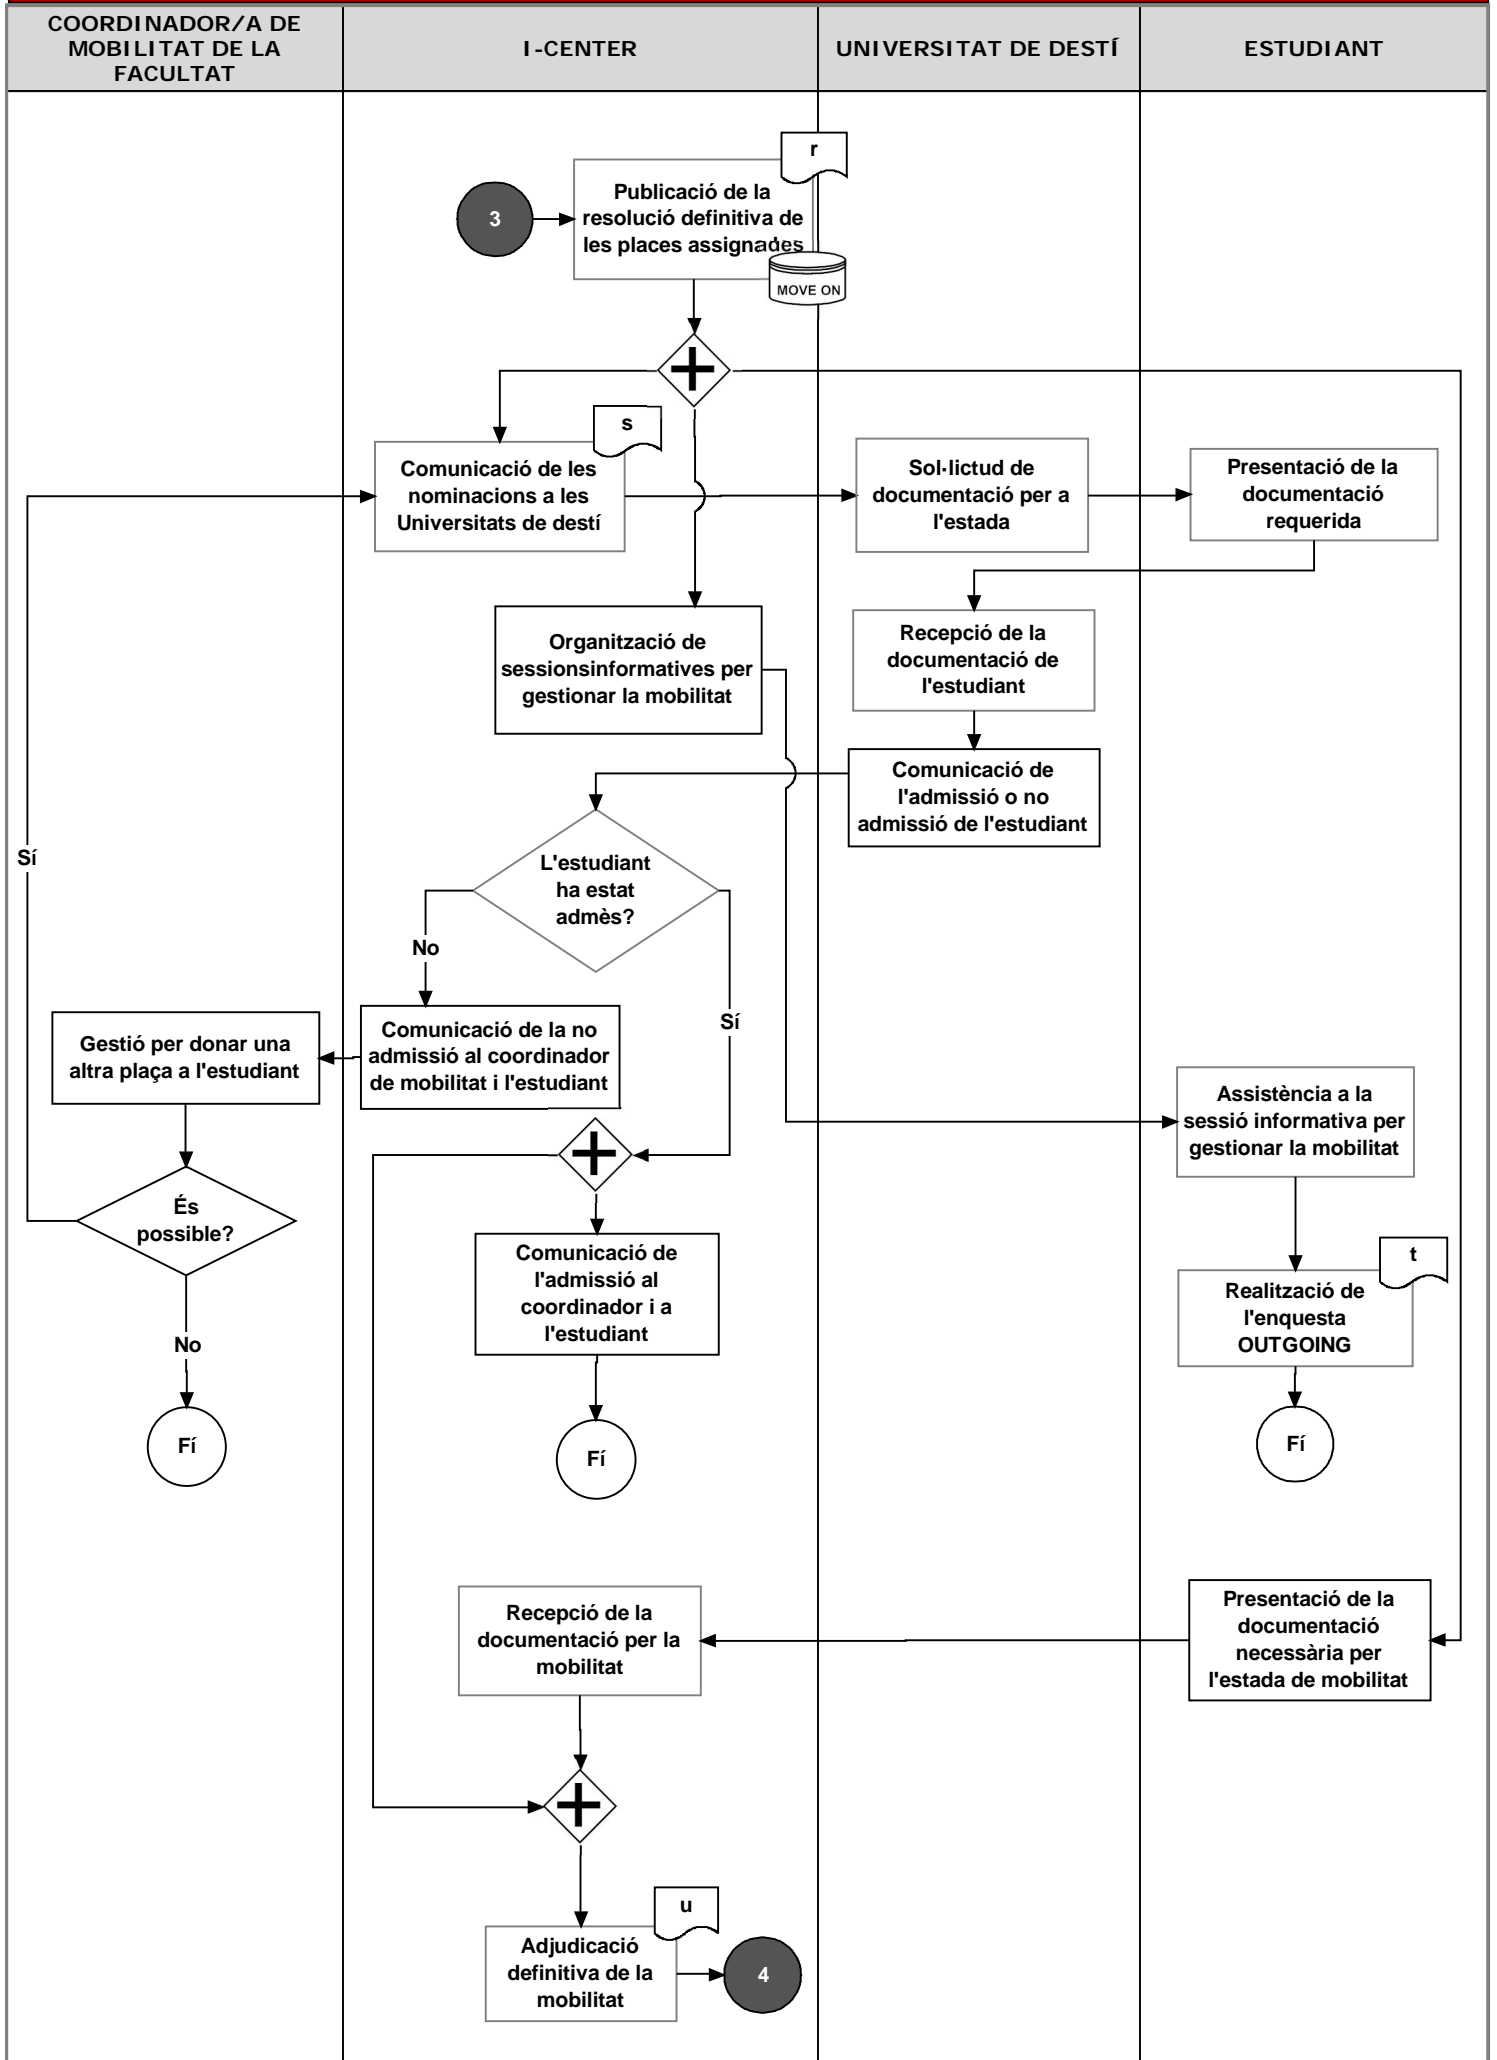 COORDINADOR/A DE
MOBILITAT DE LA
FACULTAT
I-CENTER
UNIVERSITAT DE DESTÍ
ESTUDIANT
r
3
Publicació de la
resolució definitiva de
les places assignades
MOVE ON
s
Comunicació de les
nominacions a les
Universitats de destí
Sol·lictud de
documentació per a
l'estada
Presentació de la
documentació
requerida
Organització de
sessionsinformatives per
gestionar la mobilitat
Recepció de la
documentació de
l'estudiant
Comunicació de
l'admissió o no
admissió de l'estudiant
Sí
L'estudiant
ha estat
admès?
No
Sí
Gestió per donar una
altra plaça a l'estudiant
Comunicació de la no
admissió al coordinador
de mobilitat i l'estudiant
Assistència a la
sessió informativa per
gestionar la mobilitat
És
possible?
Comunicació de
l'admissió al
coordinador i a
l'estudiant
t
Realització de
l'enquesta
OUTGOING
No
Fí
Fí
Fí
Recepció de la
documentació per la
mobilitat
Presentació de la
documentació
necessària per
l'estada de mobilitat
u
Adjudicació
definitiva de la
mobilitat
4